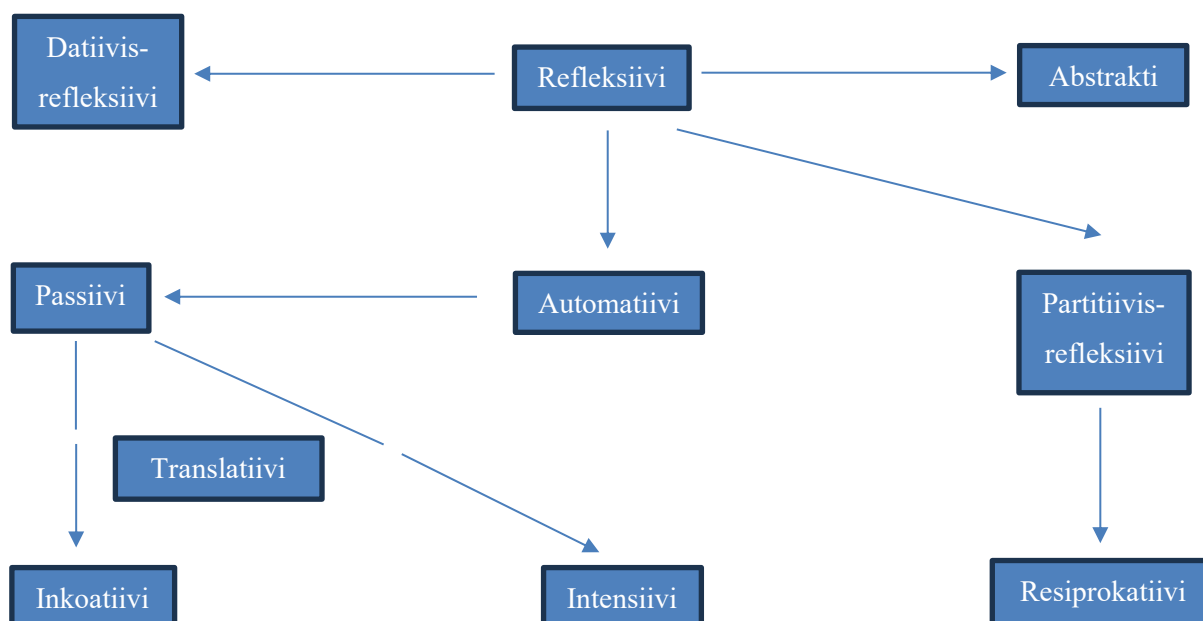 Datiivis-
refleksiivi
Refleksiivi
Abstrakti
Passiivi
Automatiivi
Partitiivis-
refleksiivi
Translatiivi
Inkoatiivi
Intensiivi
Resiprokatiivi